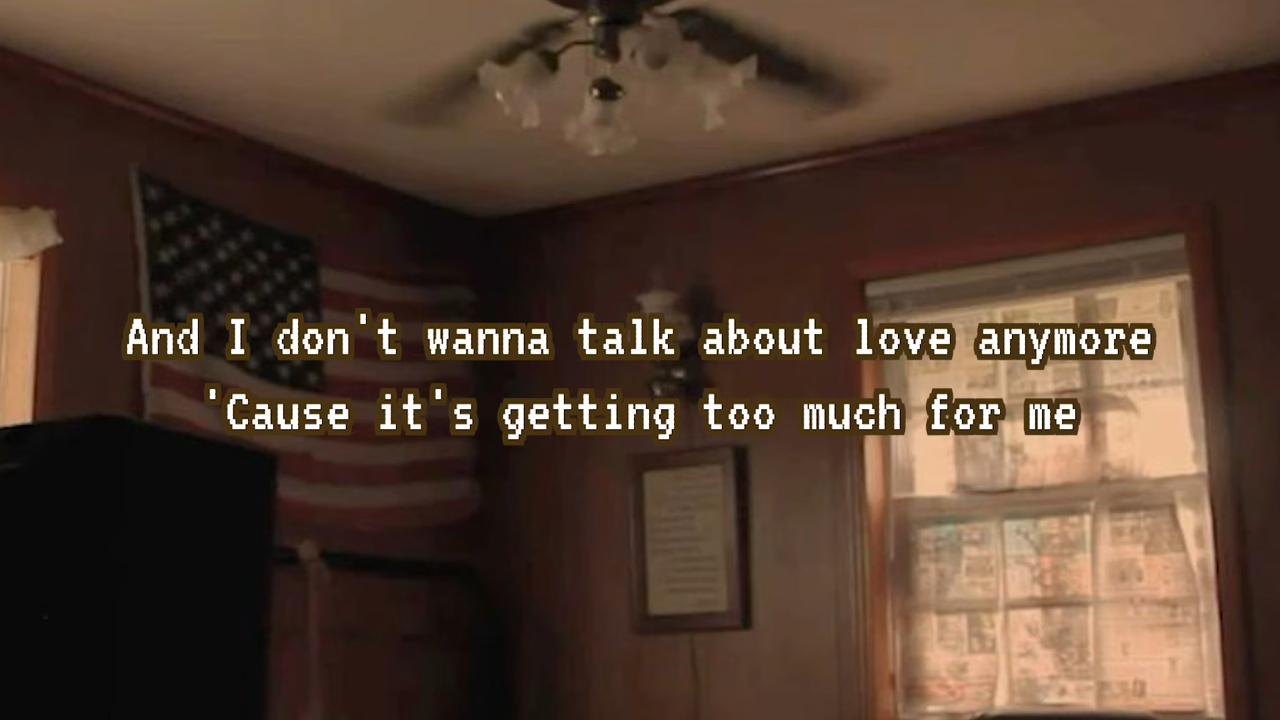 And I don't wanna talk about love anymore
'Cause it's getting too much for me